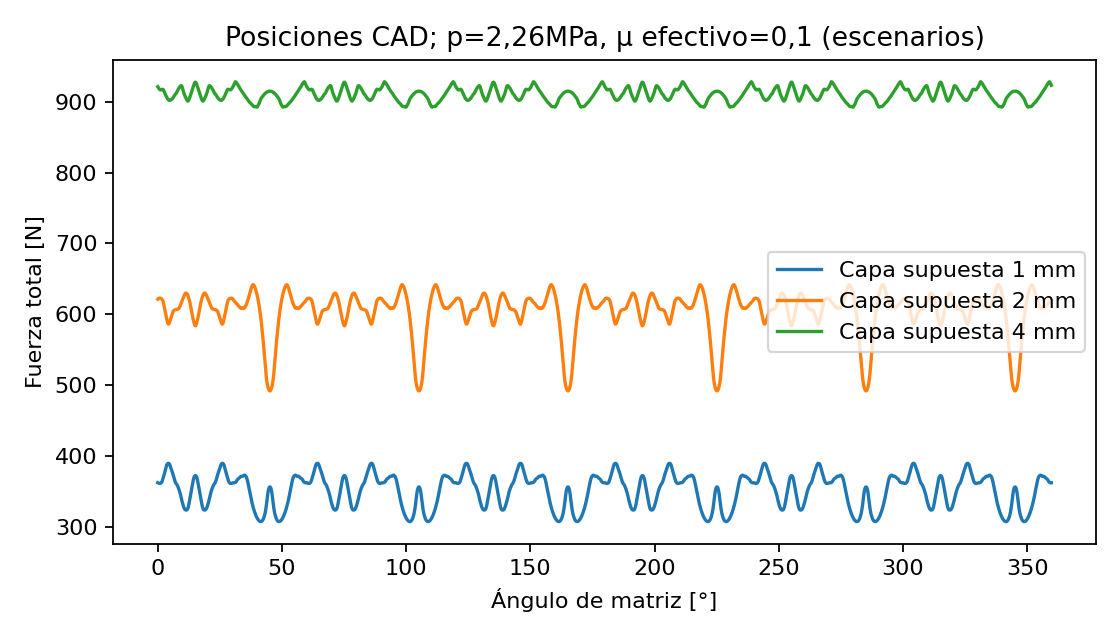 Posiciones CAD; p=2,26MPa, µ efectivo=0,1 (escenarios)
Fuerza total [N]
900
800
700
600
500
400
300
Capa supuesta 1 mm
Capa supuesta 2 mm
Capa supuesta 4 mm
0 50 100 150 200 250 300 350
Ángulo de matriz [°]